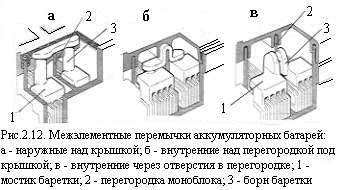 а 2 3 б в 2 3
1 1
Рис.2.12. Межэлементные перемычки аккумуляторных батарей:
а - наружные над крышкой; б - внутренние над перегородкой под
крышкой; в - внутренние через отверстия в перегородке; 1 -
мостик баретки; 2 - перегородка моноблока; 3 - борн баретки